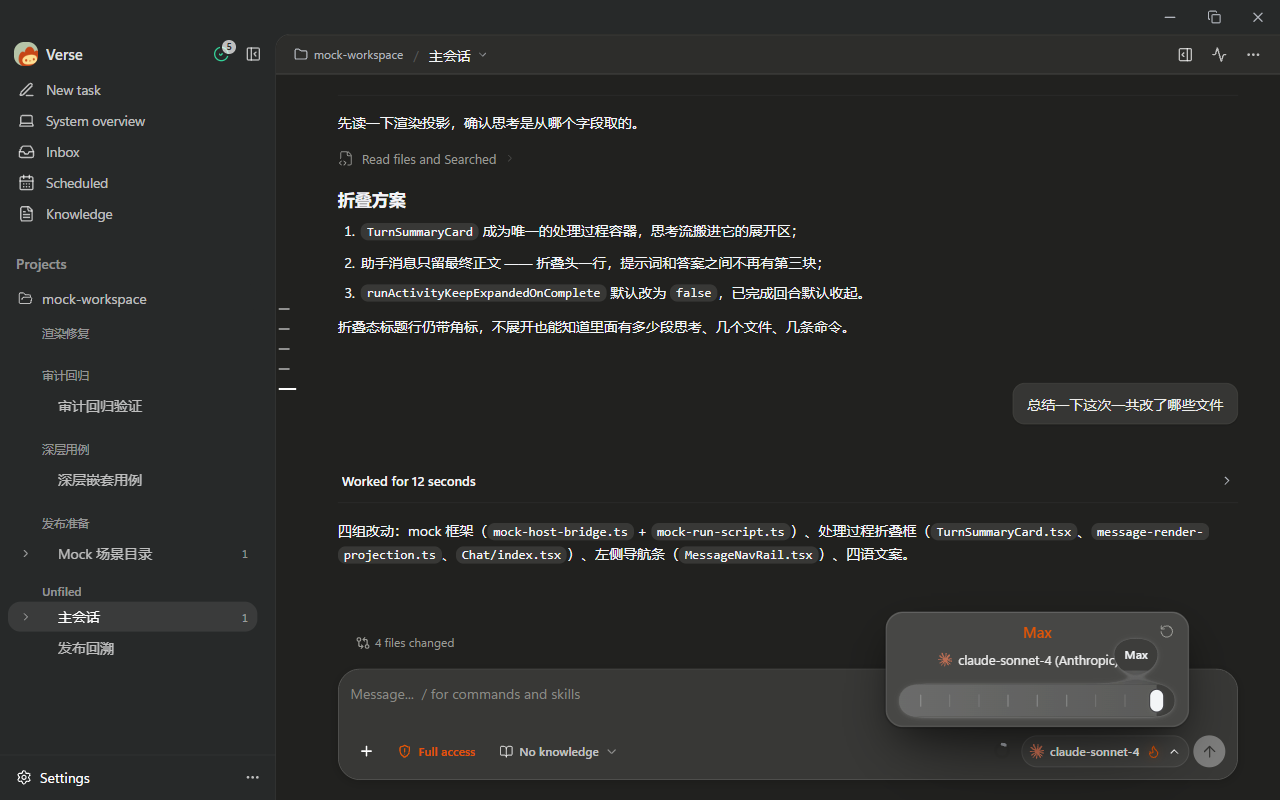 Verse
5
New task
System overview
Inbox
Scheduled
Knowledge
Projects
mock-workspace
渲染修复
审计回归
审计回归验证
深层用例
深层嵌套用例
发布准备
Mock 场景目录 1
Unfiled
主会话 1
发布回溯
Settings
mock-workspace / 主会话
先读一下渲染投影，确认思考是从哪个字段取的。
Read files and Searched
折叠方案
1. TurnSummaryCard 成为唯一的处理过程容器，思考流搬进它的展开区；
2. 助手消息只留最终正文 —— 折叠头一行，提示词和答案之间不再有第三块；
3. runActivityKeepExpandedOnComplete 默认改为 false，已完成回合默认收起。
折叠态标题行仍带角标，不展开也能知道里面有多少段思考、几个文件、几条命令。
总结一下这次一共改了哪些文件
Worked for 12 seconds
四组改动：mock 框架（mock-host-bridge.ts + mock-run-script.ts）、处理过程折叠框（TurnSummaryCard.tsx、message-render-
projection.ts、Chat/index.tsx）、左侧导航条（MessageNavRail.tsx）、四语文案。
4 files changed
Max
claude-sonnet-4 (Anthropic)
Max
Message... / for commands and skills
Full access
No knowledge
claude-sonnet-4